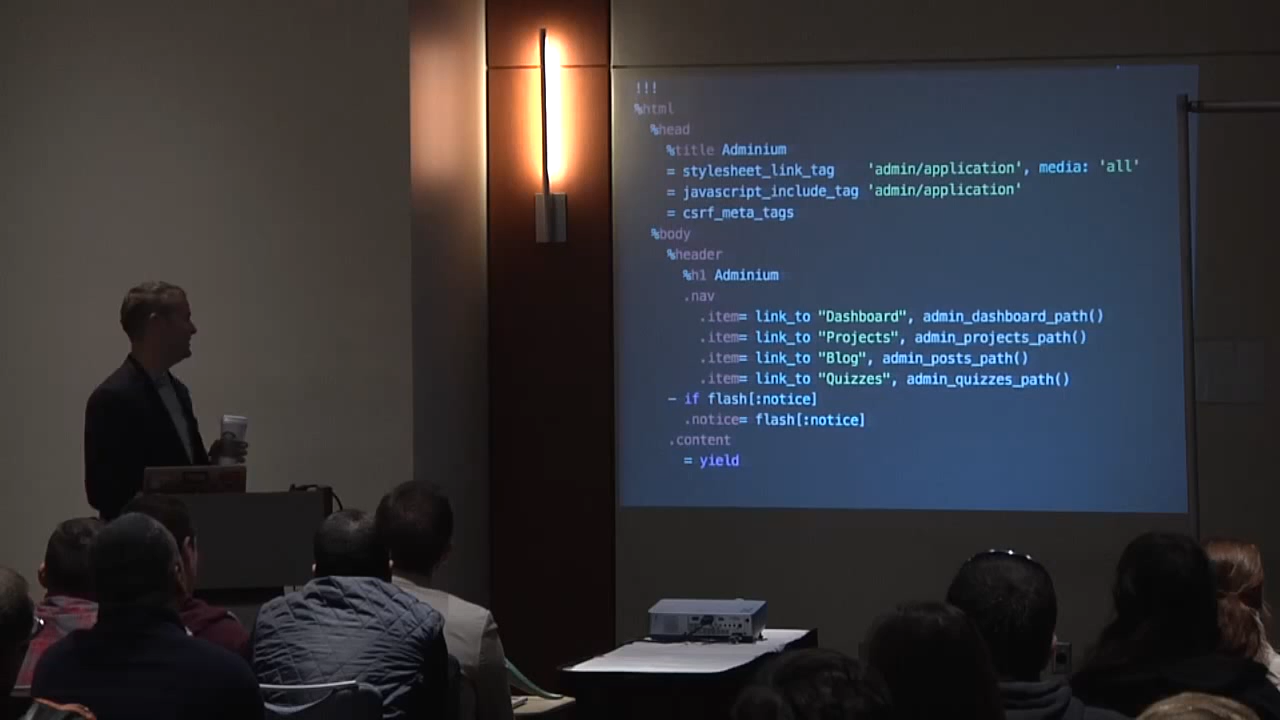 !!!
%html
%head
%title Adminium
= stylesheet_link_tag 'admin/application', media: 'all'
= javascript_include_tag 'admin/application'
= csrf_meta_tags
%body
%header
%h1 Adminium
.nav
.item= link_to "Dashboard", admin_dashboard_path()
.item= link_to "Projects", admin_projects_path()
.item= link_to "Blog", admin_posts_path()
.item= link_to "Quizzes", admin_quizzes_path()
- if flash[:notice]
.notice= flash[:notice]
.content
= yield